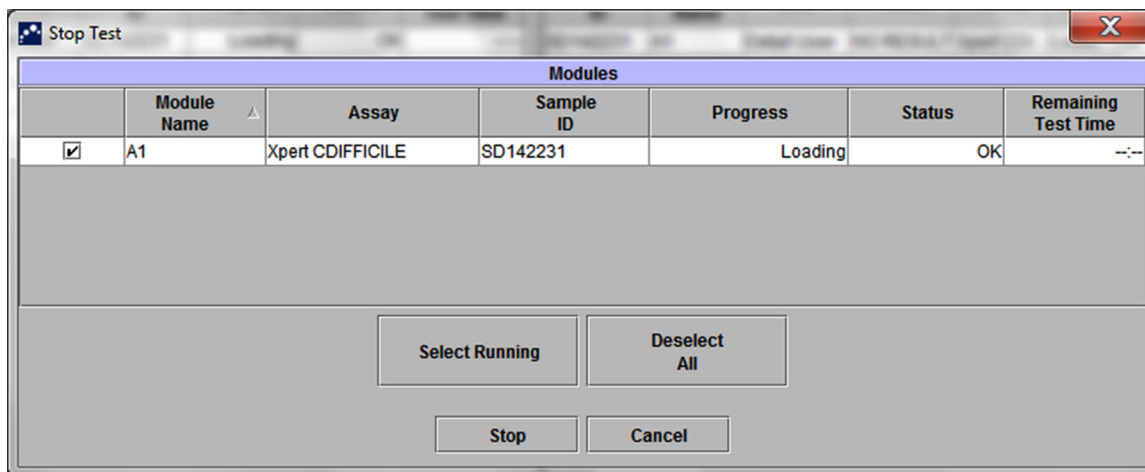 Stop Test
Modules
Module Name Assay Sample ID Progress Status Remaining Test Time
A1 Xpert CDIFFICILE SD142231 Loading OK --:--
Select Running Deselect All
Stop Cancel